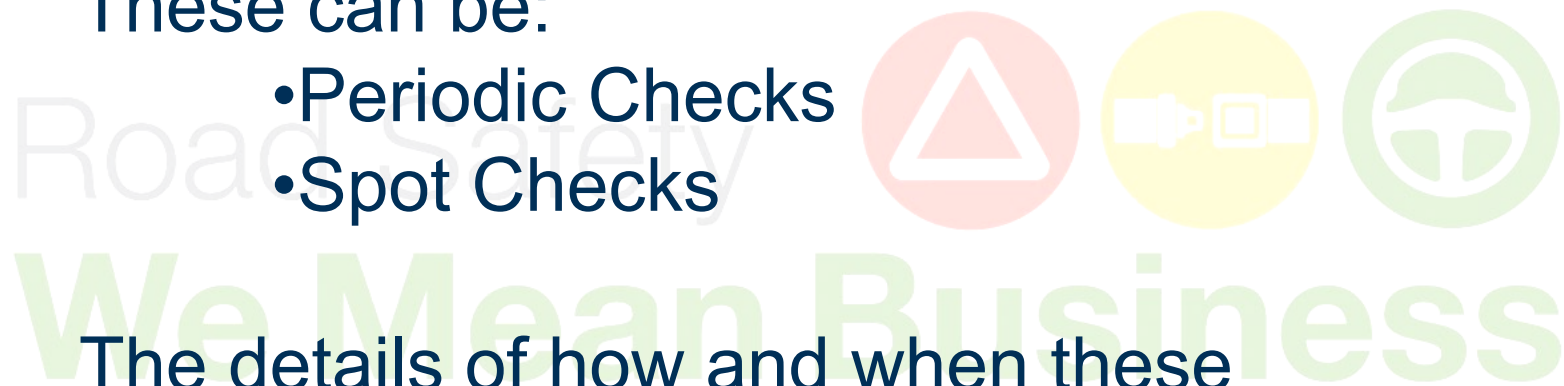 These can be:
•Periodic Checks
Road Safety
•Spot Checks
We Mean Business
The details of how and when these